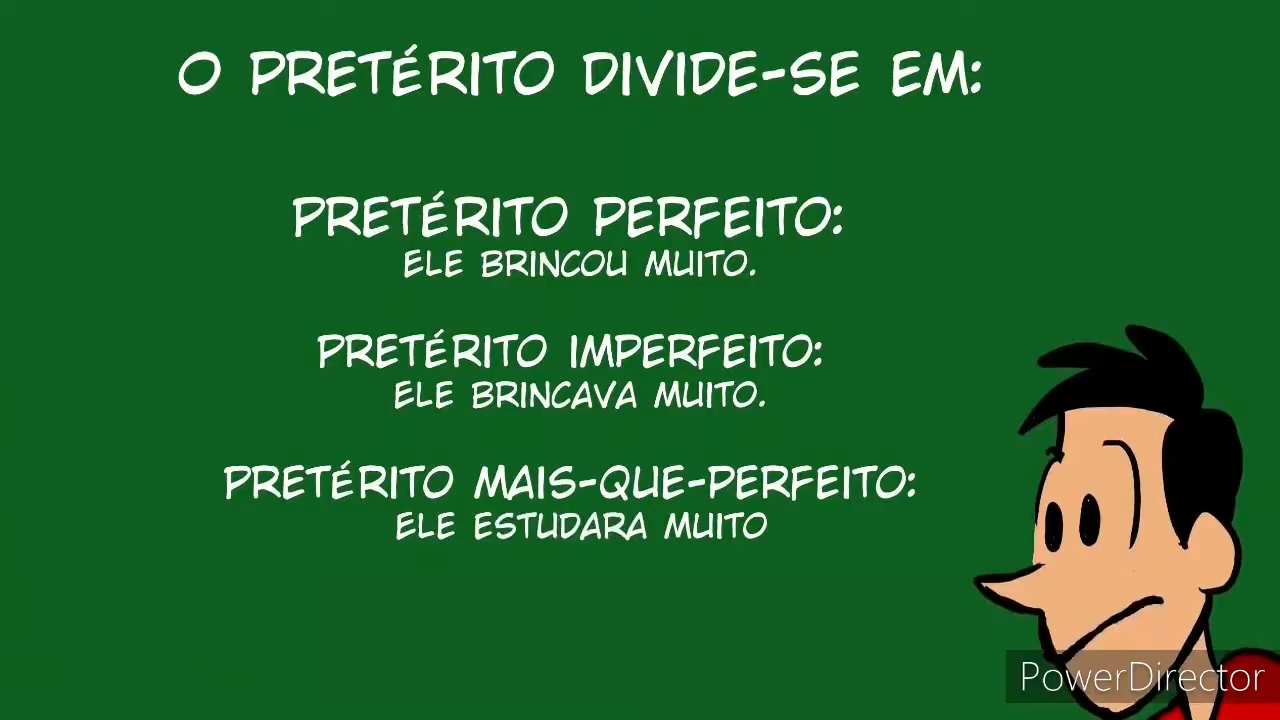 O PRETÉRITO DIVIDE-SE EM:
PRETÉRITO PERFEITO:
ELE BRINCOU MUITO.
PRETÉRITO IMPERFEITO:
ELE BRINCAVA MUITO.
PRETÉRITO MAIS-QUE-PERFEITO:
ELE ESTUDARA MUITO
PowerDirector